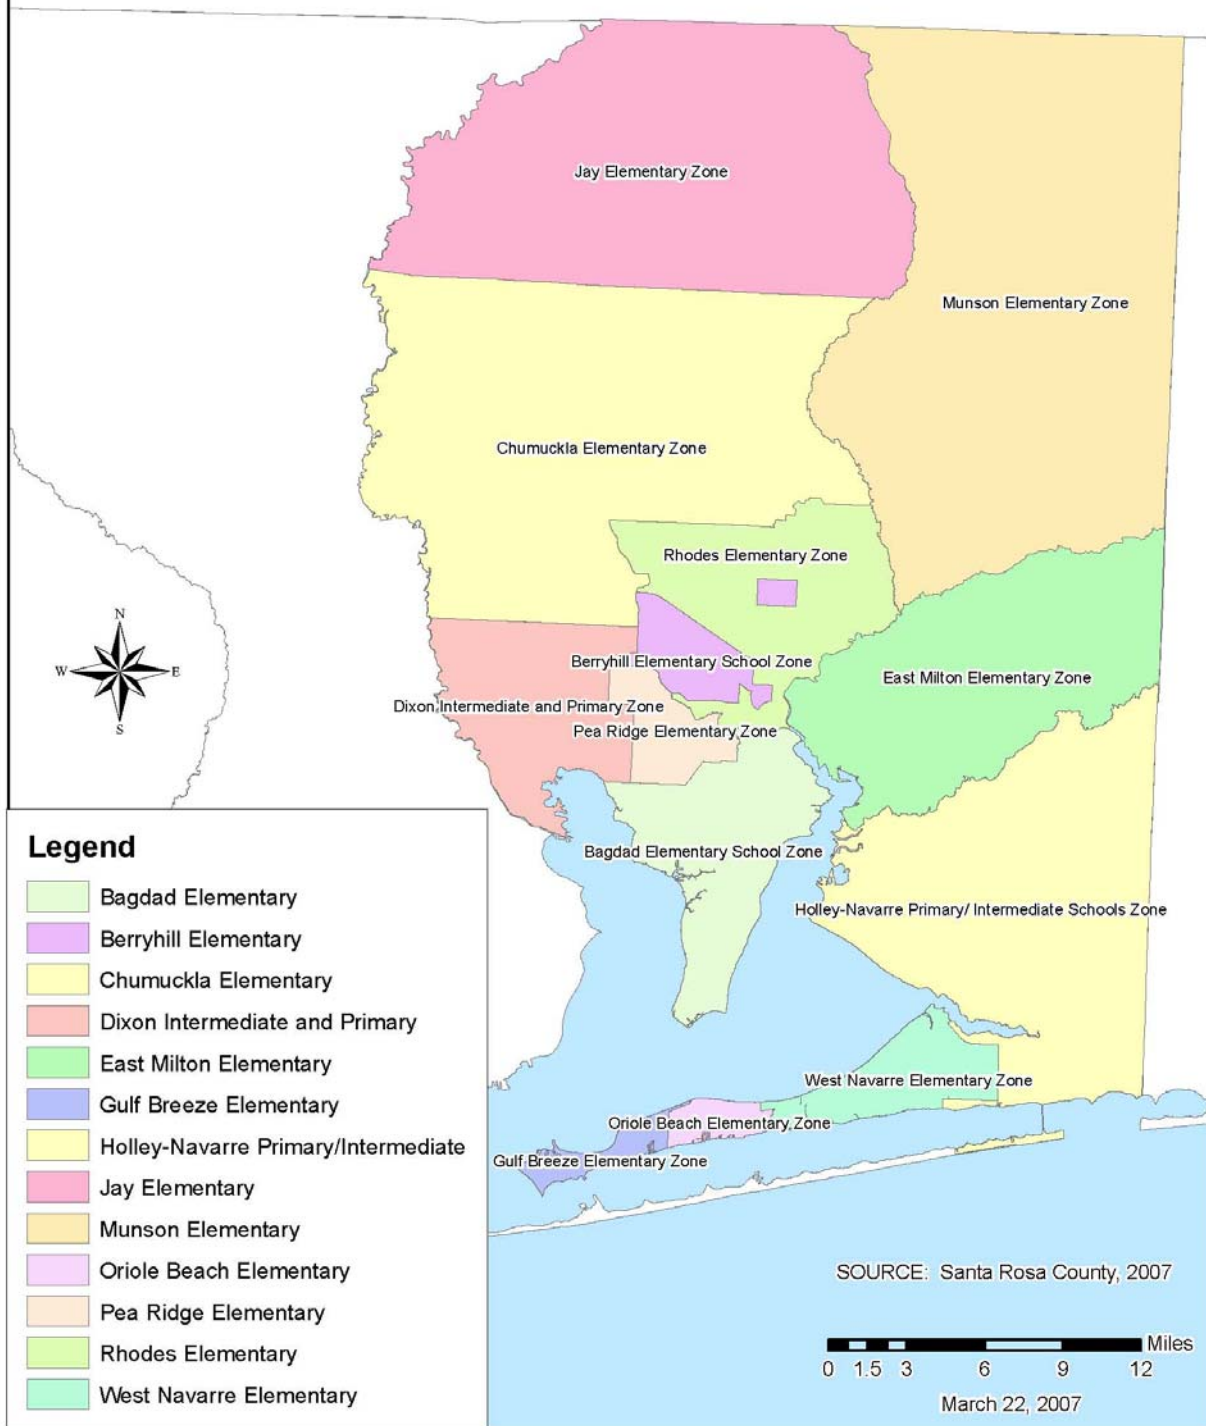 Jay Elementary Zone
Munson Elementary Zone
Chumuckla Elementary Zone
Rhodes Elementary Zone
N
W
E
S
Berryhill Elementary School Zone
East Milton Elementary Zone
Dixon Intermediate and Primary Zone
Pea Ridge Elementary Zone
Bagdad Elementary School Zone
Holley-Navarre Primary/ Intermediate Schools Zone
West Navarre Elementary Zone
Oriole Beach Elementary Zone
Gulf Breeze Elementary Zone
Legend
Bagdad Elementary
Berryhill Elementary
Chumuckla Elementary
Dixon Intermediate and Primary
East Milton Elementary
Gulf Breeze Elementary
Holley-Navarre Primary/Intermediate
Jay Elementary
Munson Elementary
Oriole Beach Elementary
Pea Ridge Elementary
Rhodes Elementary
West Navarre Elementary
SOURCE: Santa Rosa County, 2007
Miles
0 1.5 3 6 9 12
March 22, 2007